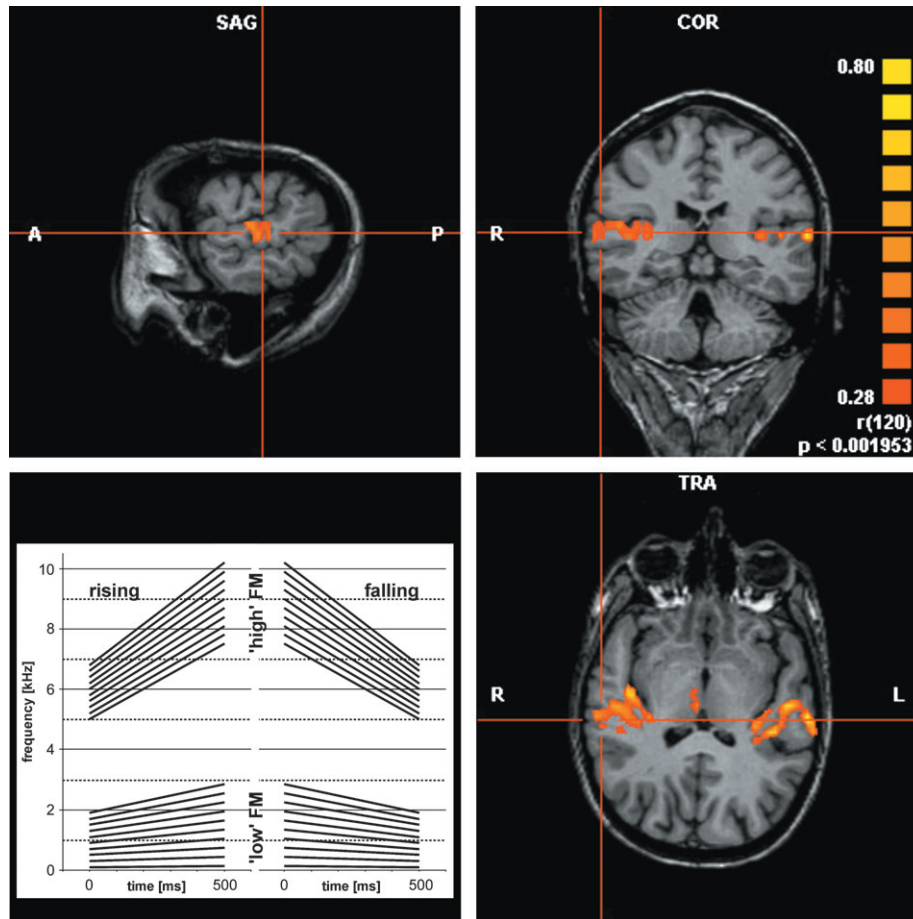 SAG
A
P
COR
R
0.80
0.28
r(120)
p < 0.001953
rising
falling
'high' FM
'low' FM
frequency [kHz]
10
8
6
4
2
0
0
time [ms]
500
0
time [ms]
500
TRA
R
L